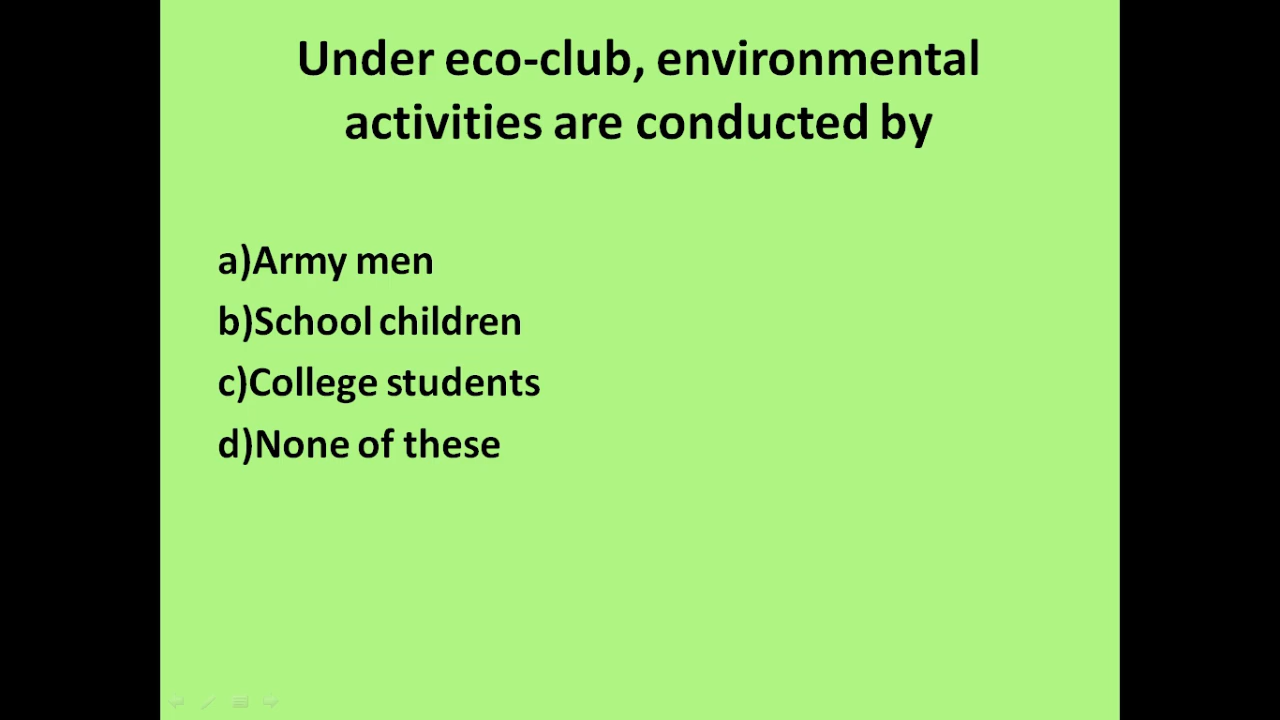 Under eco-club, environmental
activities are conducted by
a)Army men
b)School children
c)College students
d)None of these